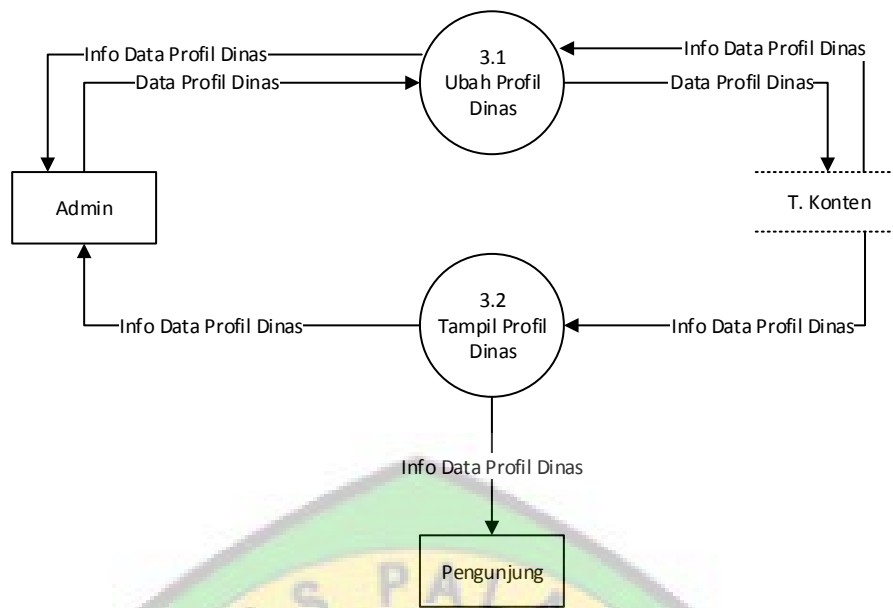 Info Data Profil Dinas
Data Profil Dinas
3.1
Ubah Profil
Dinas
Info Data Profil Dinas
Data Profil Dinas
Admin
T. Konten
Info Data Profil Dinas
3.2
Tampil Profil
Dinas
Info Data Profil Dinas
Info Data Profil Dinas
Pengunjung